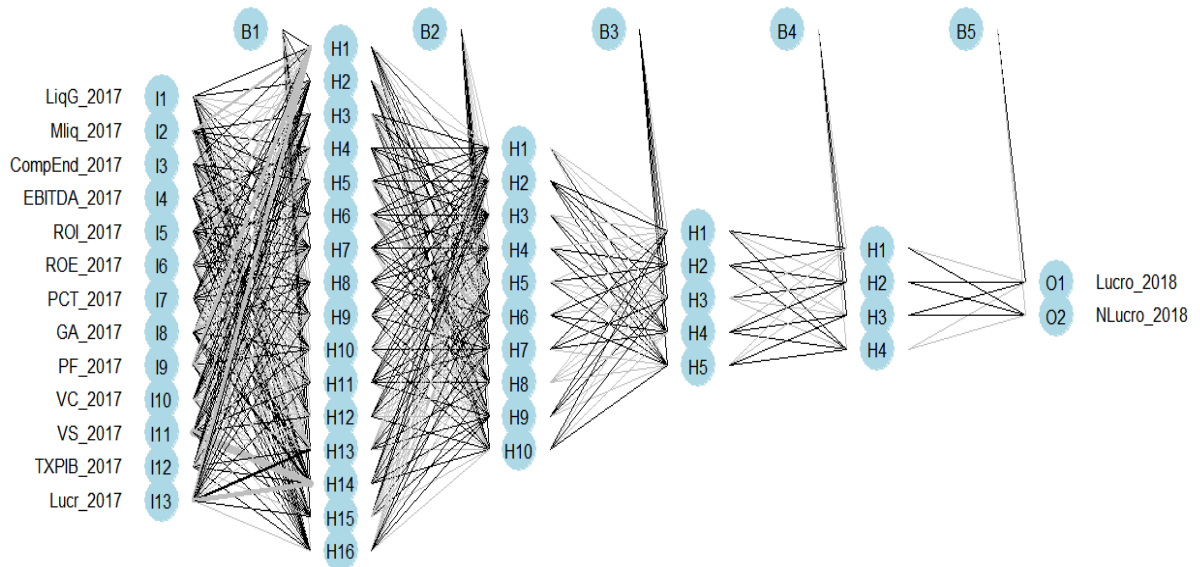 B1
B2
B3
B4
B5
LiqG_2017
Mliq_2017
CompEnd_2017
EBITDA_2017
ROI_2017
ROE_2017
PCT_2017
GA_2017
PF_2017
VC_2017
VS_2017
TXPIB_2017
Lucr_2017
I1
I2
I3
I4
I5
I6
I7
I8
I9
I10
I11
I12
I13
H1
H2
H3
H4
H5
H6
H7
H8
H9
H10
H11
H12
H13
H14
H15
H16
H1
H2
H3
H4
H5
H6
H7
H8
H9
H10
H1
H2
H3
H4
H5
H1
H2
H3
H4
O1
O2
Lucro_2018
NLucro_2018